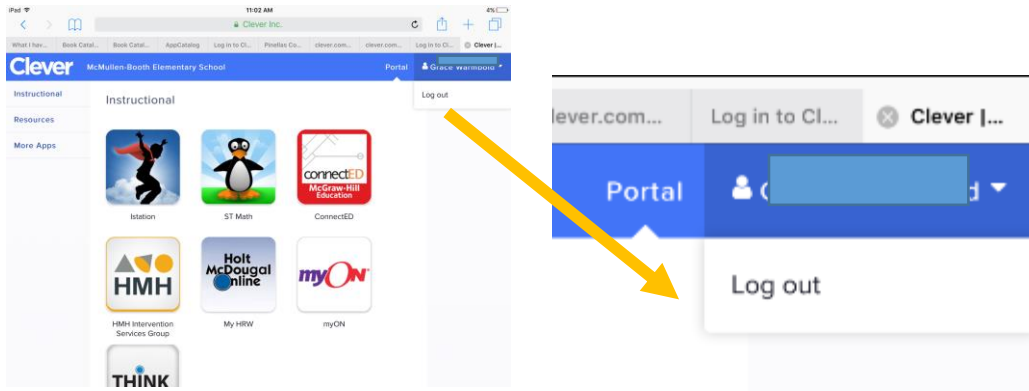 iPad
11:02 AM
4%
Clever Inc.
What I hav...
Book Catal...
Book Catal...
AppCatalog
Log in to Cl...
Pinellas Co...
clever.com...
clever.com...
Log in to Cl...
Clever |...
Clever
McMullen-Booth Elementary School
Portal
Log out
Instructional
Resources
More Apps
Instructional
connectED
McGraw-Hill
Education
Istation
ST Math
ConnectED
HMH
Holt
McDougal
Online
myON
HMH Intervention
Services Group
My HRW
myON
THINK
lever.com...
Log in to Cl...
Clever |...
Portal
Log out